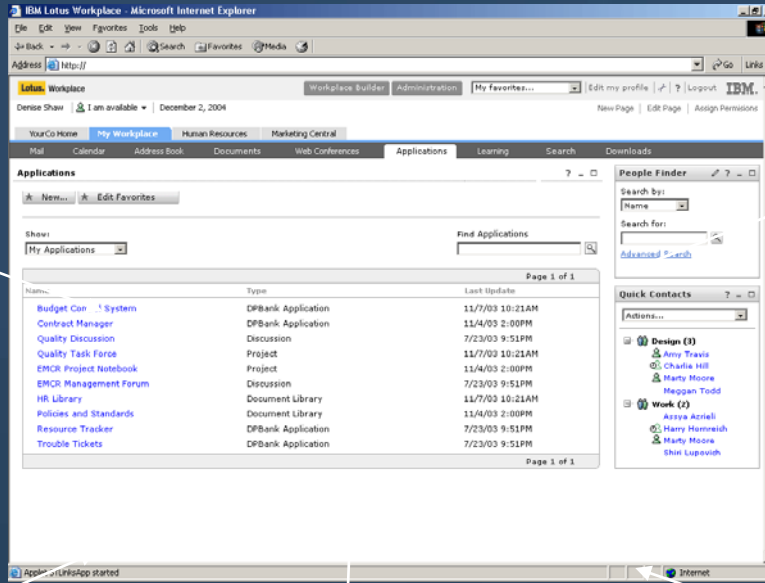 IBM Lotus Workplace - Microsoft Internet Explorer
File Edit View Favorites Tools Help
Back Search Favorites Media
Address http:// Go Links
Lotus. Workplace Workplace Builder Administration My favorites... Edit my profile ? Logout IBM.
Denise Shaw I am available December 2, 2004 New Page Edit Page Assign Permisions
YourCo Home My Workplace Human Resources Marketing Central
Mail Calendar Address Book Documents Web Conferences Applications Learning Search Downloads
Applications ?
New... Edit Favorites
Show: Find Applications
My Applications
Page 1 of 1
Name Type Last Update
Budget Con System DPBank Application 11/7/03 10:21AM
Contract Manager DPBank Application 11/4/03 2:00PM
Quality Discussion Discussion 7/23/03 9:51PM
Quality Task Force Project 11/7/03 10:21AM
EMCR Project Notebook Project 11/4/03 2:00PM
EMCR Management Forum Discussion 7/23/03 9:51PM
HR Library Document Library 11/7/03 10:21AM
Policies and Standards Document Library 11/4/03 2:00PM
Resource Tracker DPBank Application 7/23/03 9:51PM
Trouble Tickets DPBank Application 7/23/03 9:51PM
Page 1 of 1
People Finder ?
Search by:
Name
Search for:
Advanced Search
Quick Contacts ?
Actions...
Design (3)
Amy Travis
Charlie Hill
Marty Moore
Meggan Todd
Work (2)
Assya Azrieli
Harry Hornreich
Marty Moore
Shiri Lupovich
Applet STLinksApp started Internet